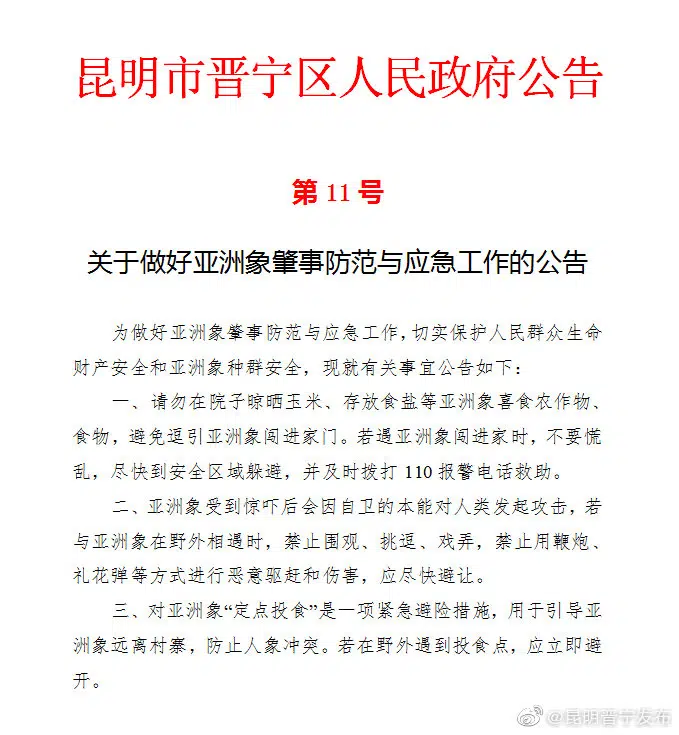 昆明市晋宁区人民政府公告
第 11 号
关于做好亚洲象肇事防范与应急工作的公告
为做好亚洲象肇事防范与应急工作,切实保护人民群众生命
财产安全和亚洲象种群安全，现就有关事宜公告如下：
一、请勿在院子晾晒玉米、存放食盐等亚洲象喜食农作物、
食物，避免逗引亚洲象闯进家门。若遇亚洲象闯进家时，不要慌
乱，尽快到安全区域躲避，并及时拨打 110 报警电话救助。
二、亚洲象受到惊吓后会因自卫的本能对人类发起攻击，若
与亚洲象在野外相遇时，禁止围观、挑逗、戏弄，禁止用鞭炮、
礼花弹等方式进行恶意驱赶和伤害，应尽快避让。
三、对亚洲象“定点投食”是一项紧急避险措施，用于引导亚
洲象远离村寨，防止人象冲突。若在野外遇到投食点，应立即避
开。
@昆明晋宁发布